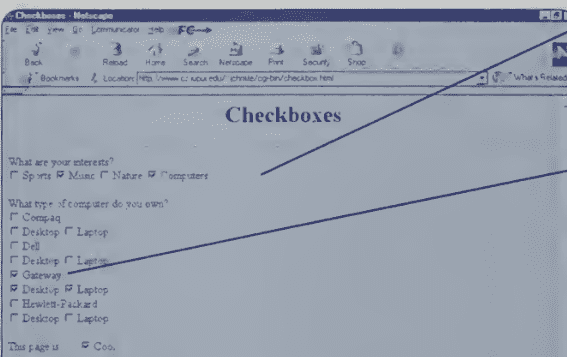 Checkboxes - Netscape
File Edit View Go Communicator Help
Back Reload Home Search Netscape Print Security Shop
Bookmarks Location: What's Related
Checkboxes
What are your interests?
Sports Music Nature Computers
What type of computer do you own?
Compaq
Desktop Laptop
Dell
Desktop Laptop
Gateway
Desktop Laptop
Hewlett-Packard
Desktop Laptop
This page is Cool